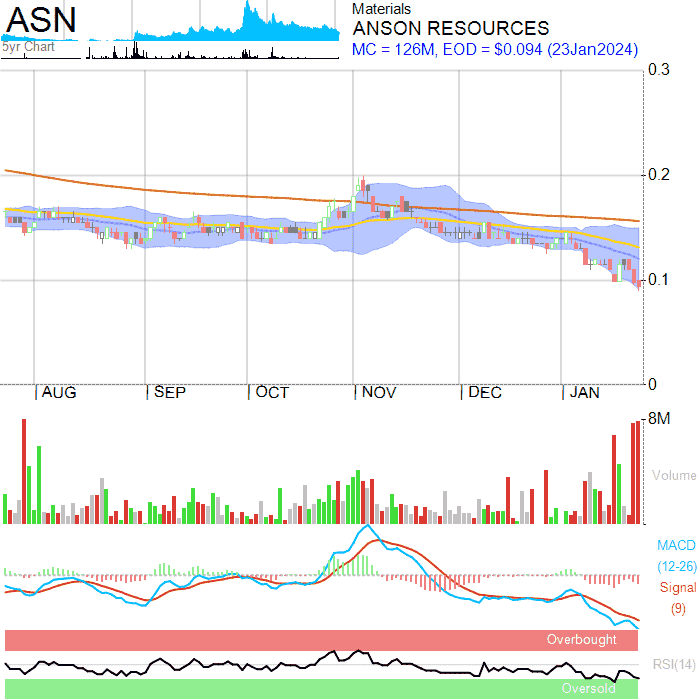 ASN
5yr Chart
Materials
ANSON RESOURCES
MC = 126M, EOD = $0.094 (23Jan2024)
0.3
0.2
0.1
0
AUG SEP OCT NOV DEC JAN
8M
Volume
MACD
(12-26)
Signal
(9)
Overbought
RSI(14)
Oversold